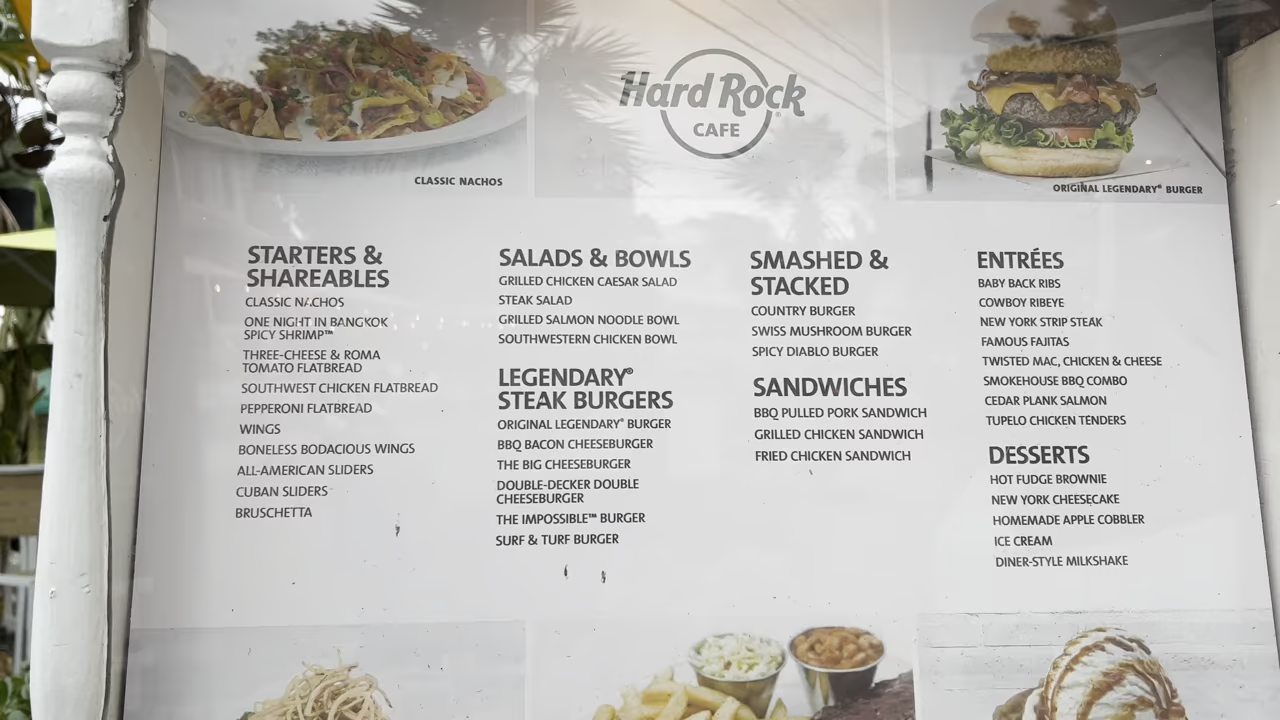 Hard Rock
CAFE
CLASSIC NACHOS
ORIGINAL LEGENDARY® BURGER
STARTERS &
SHAREABLES
CLASSIC NACHOS
ONE NIGHT IN BANGKOK
SPICY SHRIMP™
THREE-CHEESE & ROMA
TOMATO FLATBREAD
SOUTHWEST CHICKEN FLATBREAD
PEPPERONI FLATBREAD
WINGS
BONELESS BODACIOUS WINGS
ALL-AMERICAN SLIDERS
CUBAN SLIDERS
BRUSCHETTA
SALADS & BOWLS
GRILLED CHICKEN CAESAR SALAD
STEAK SALAD
GRILLED SALMON NOODLE BOWL
SOUTHWESTERN CHICKEN BOWL
LEGENDARY®
STEAK BURGERS
ORIGINAL LEGENDARY® BURGER
BBQ BACON CHEESEBURGER
THE BIG CHEESEBURGER
DOUBLE-DECKER DOUBLE
CHEESEBURGER
THE IMPOSSIBLE™ BURGER
SURF & TURF BURGER
SMASHED &
STACKED
COUNTRY BURGER
SWISS MUSHROOM BURGER
SPICY DIABLO BURGER
SANDWICHES
BBQ PULLED PORK SANDWICH
GRILLED CHICKEN SANDWICH
FRIED CHICKEN SANDWICH
ENTRÉES
BABY BACK RIBS
COWBOY RIBEYE
NEW YORK STRIP STEAK
FAMOUS FAJITAS
TWISTED MAC, CHICKEN & CHEESE
SMOKEHOUSE BBQ COMBO
CEDAR PLANK SALMON
TUPELO CHICKEN TENDERS
DESSERTS
HOT FUDGE BROWNIE
NEW YORK CHEESECAKE
HOMEMADE APPLE COBBLER
ICE CREAM
DINER-STYLE MILKSHAKE